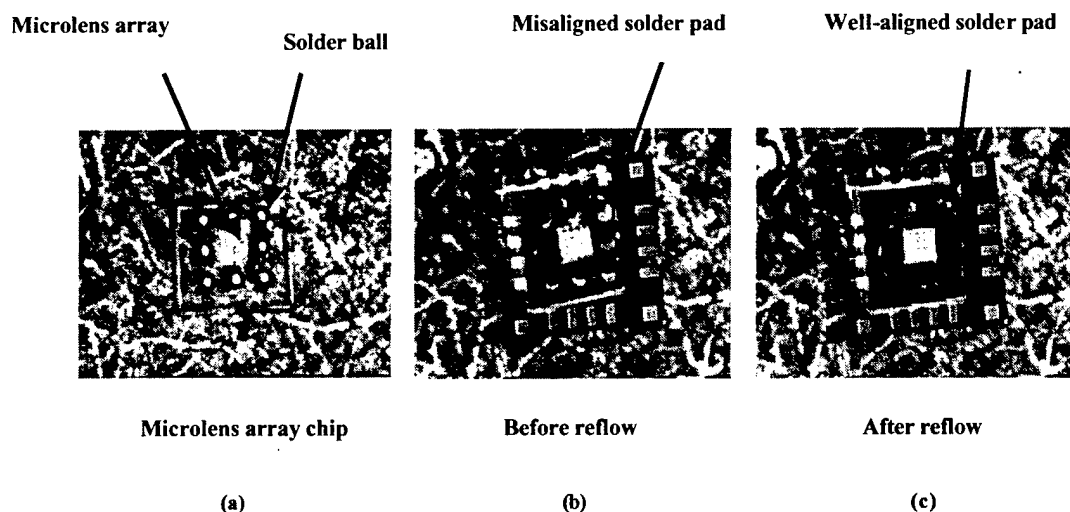 Microlens array
Solder ball
Misaligned solder pad
Well-aligned solder pad
Microlens array chip
Before reflow
After reflow
(a)
(b)
(c)